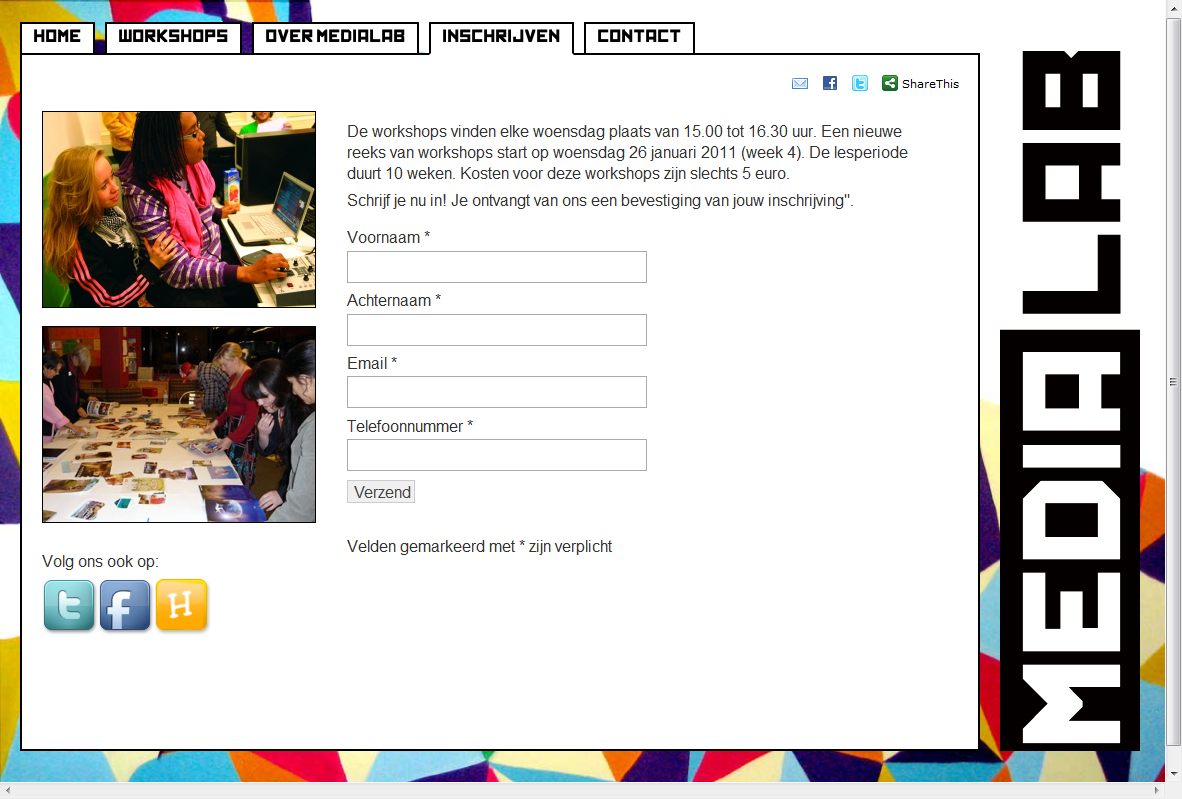 HOME
WORKSHOPS
OVER MEDIALAB
INSCHRIJVEN
CONTACT
ShareThis
De workshops vinden elke woensdag plaats van 15.00 tot 16.30 uur. Een nieuwe
reeks van workshops start op woensdag 26 januari 2011 (week 4). De lesperiode
duurt 10 weken. Kosten voor deze workshops zijn slechts 5 euro.
Schrijf je nu in! Je ontvangt van ons een bevestiging van jouw inschrijving".
Voornaam *
Achternaam *
Email *
Telefoonnummer *
Verzend
Velden gemarkeerd met * zijn verplicht
Volg ons ook op:
MEDIALAB